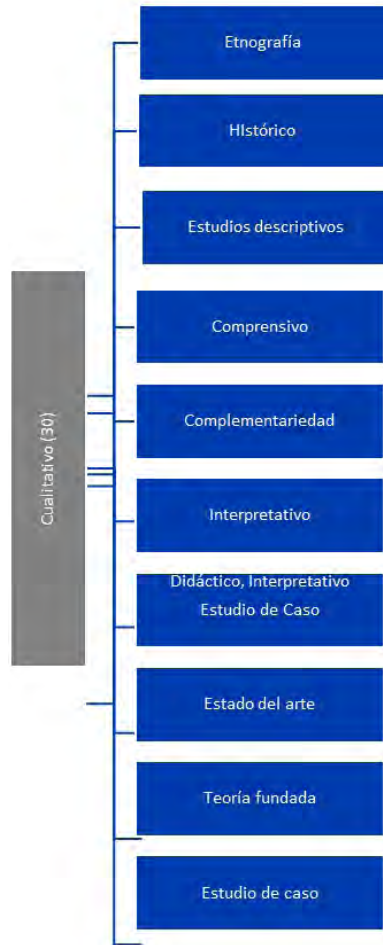 Etnografía
HIstórico
Estudios descriptivos
Comprensivo
Cualitativo (30)
Complementariedad
Interpretativo
Didáctico, Interpretativo
Estudio de Caso
Estado del arte
Teoría fundada
Estudio de caso